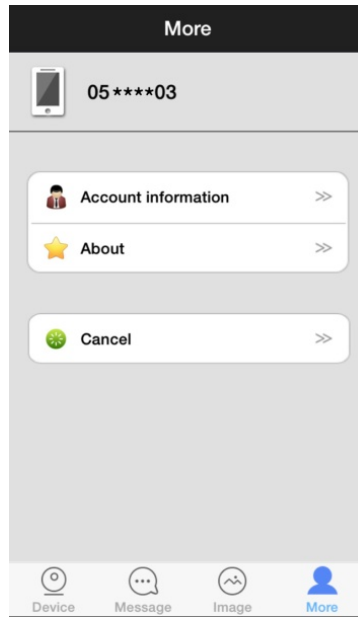 More
05****03
Account information >>
About >>
Cancel >>
Device Message Image More